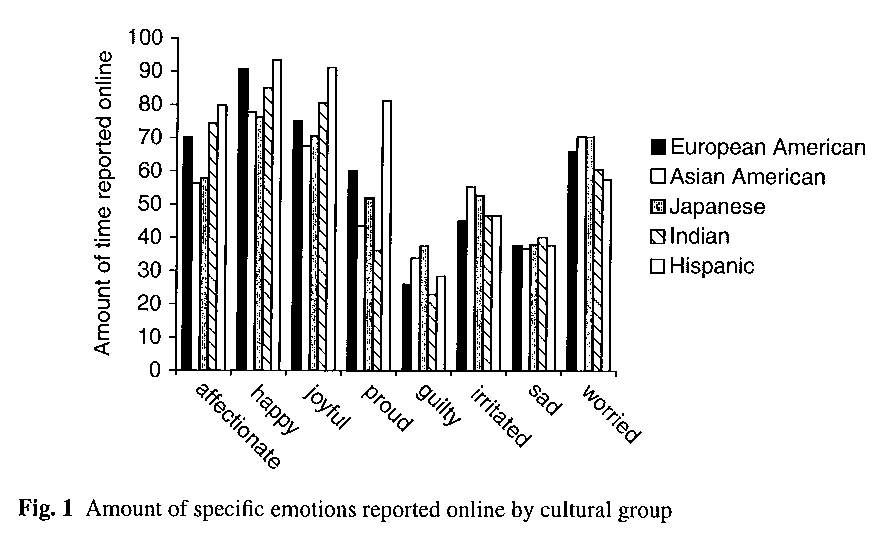 100
90
80
70
60
50
40
30
20
10
0
Amount of time reported online
affectionate
happy
joyful
proud
guilty
irritated
sad
worried
European American
Asian American
Japanese
Indian
Hispanic
Fig. 1 Amount of specific emotions reported online by cultural group